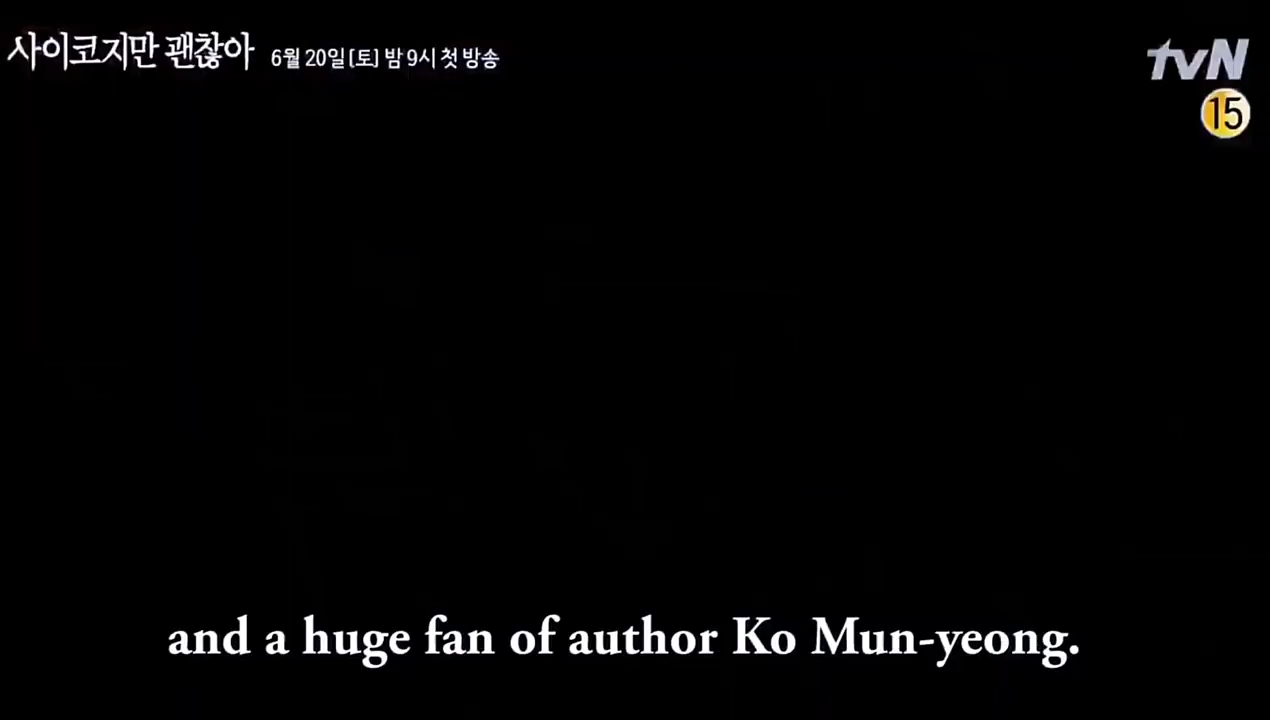 사이코지만 괜찮아 6월 20일[토] 밤 9시 첫 방송
tvN
15
and a huge fan of author Ko Mun-yeong.